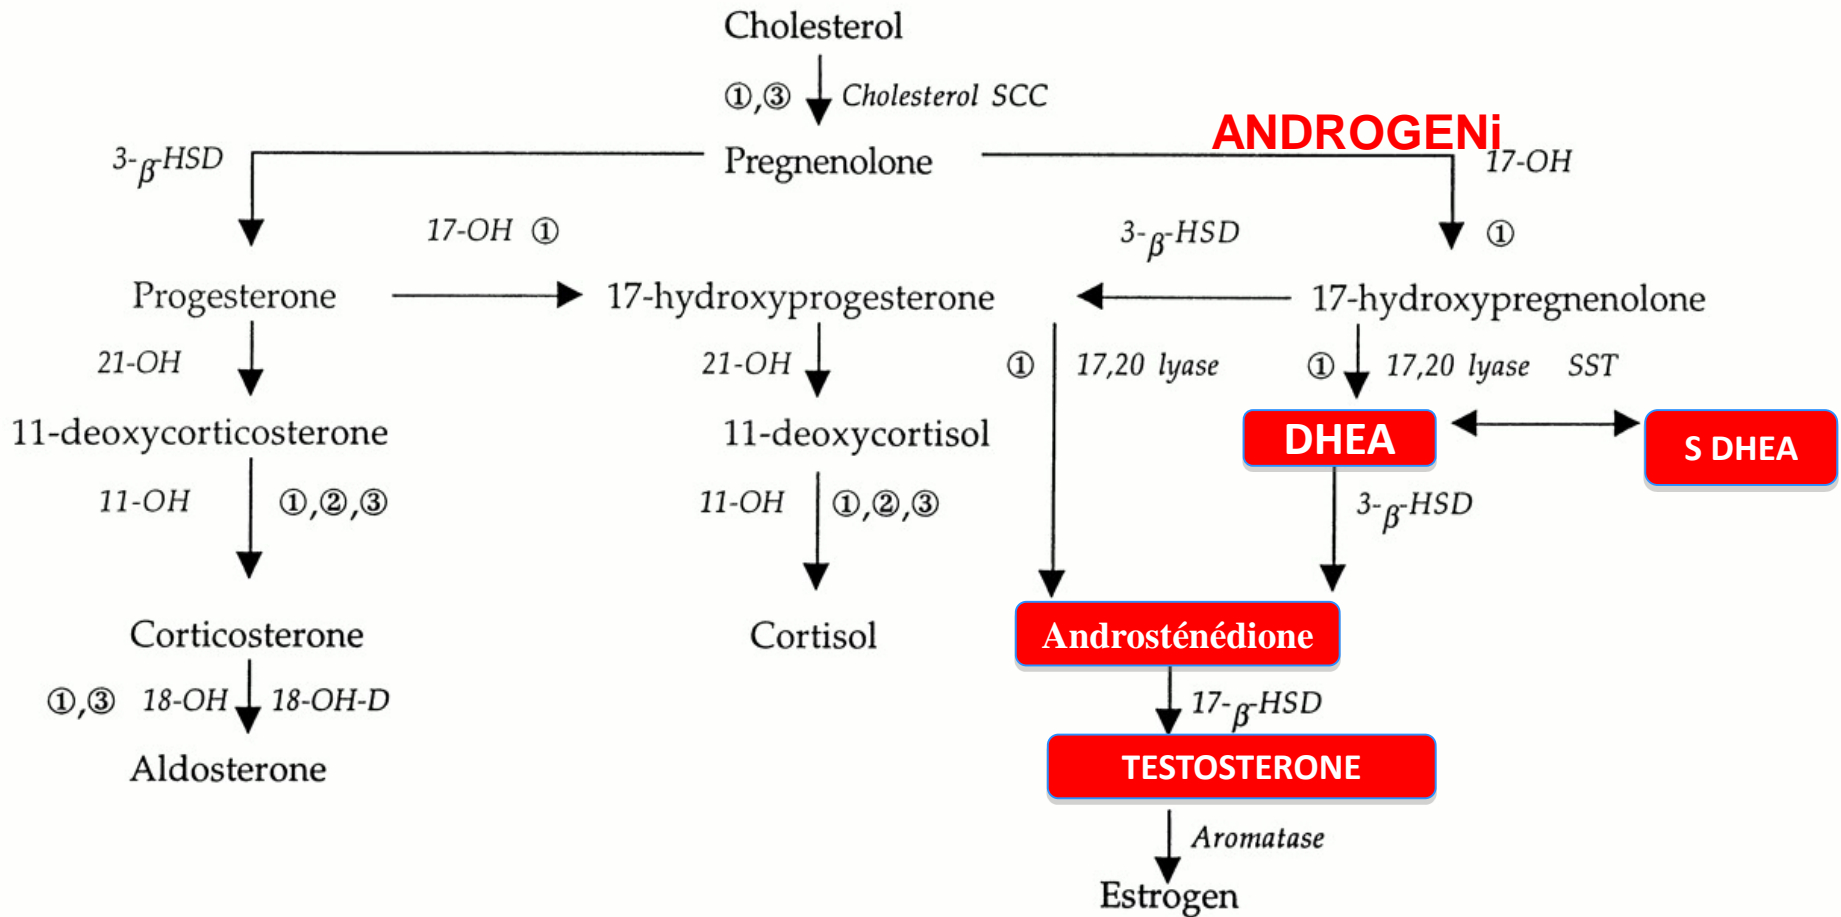 Cholesterol
①,③ Cholesterol SCC
ANDROGENi
3-β-HSD Pregnenolone 17-OH
17-OH ① 3-β-HSD ①
Progesterone 17-hydroxyprogesterone 17-hydroxypregnenolone
21-OH 21-OH ① 17,20 lyase ① 17,20 lyase SST
11-deoxycorticosterone 11-deoxycortisol DHEA S DHEA
11-OH ①,②,③ 11-OH ①,②,③ 3-β-HSD
Corticosterone Cortisol Androsténédione
①,③ 18-OH 18-OH-D 17-β-HSD
Aldosterone TESTOSTERONE
Aromatase
Estrogen